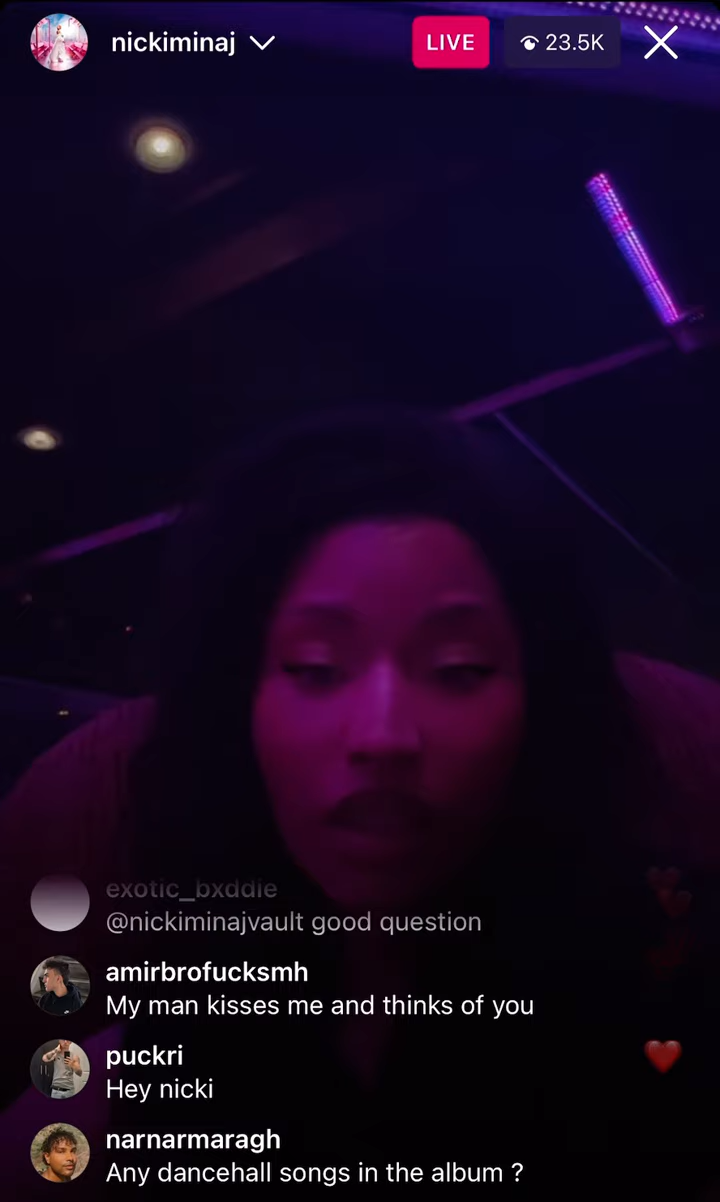 nickiminaj
LIVE
23.5K
exotic_bxddie
@nickiminajvault good question
amirbrofucksmh
My man kisses me and thinks of you
puckri
Hey nicki
narnarmaragh
Any dancehall songs in the album ?